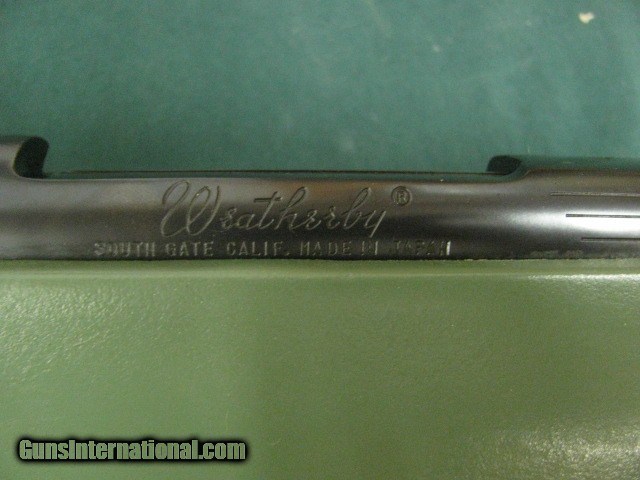 Weatherby ®
SOUTH GATE CALIF. MADE IN JAPAN
GunsInternational.com